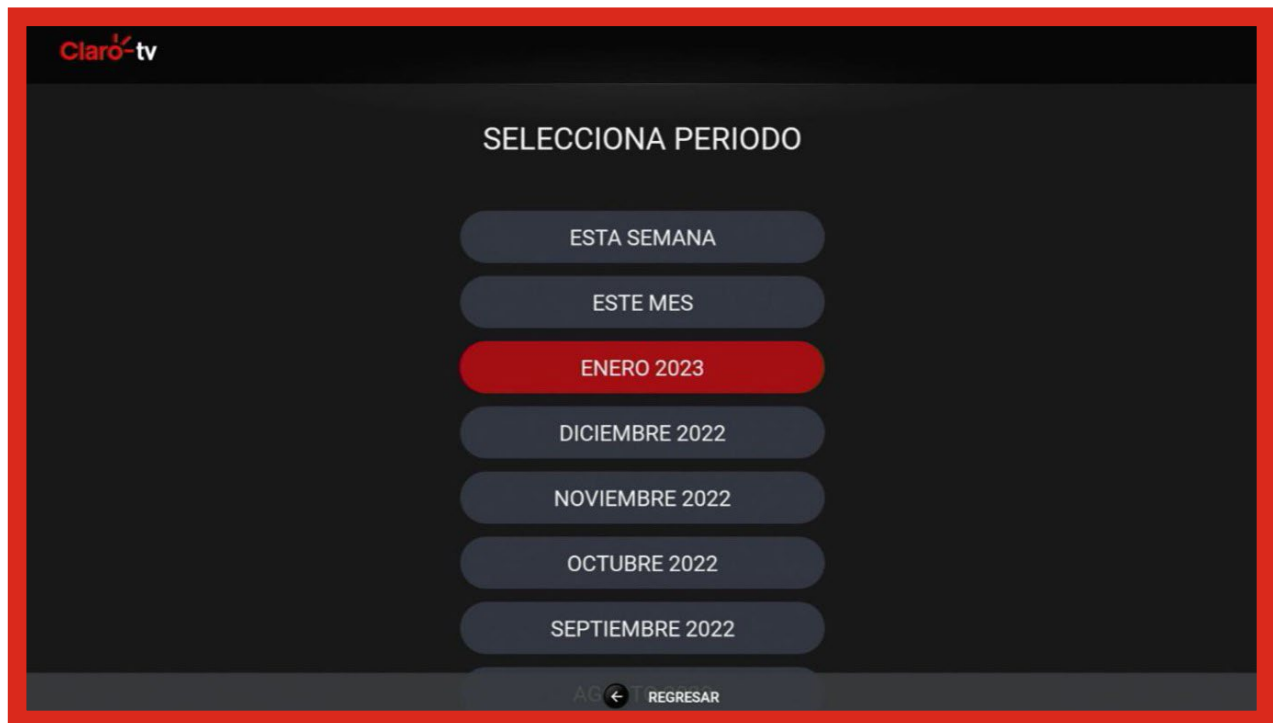 Claro-tv
SELECCIONA PERIODO
ESTA SEMANA
ESTE MES
ENERO 2023
DICIEMBRE 2022
NOVIEMBRE 2022
OCTUBRE 2022
SEPTIEMBRE 2022
REGRESAR